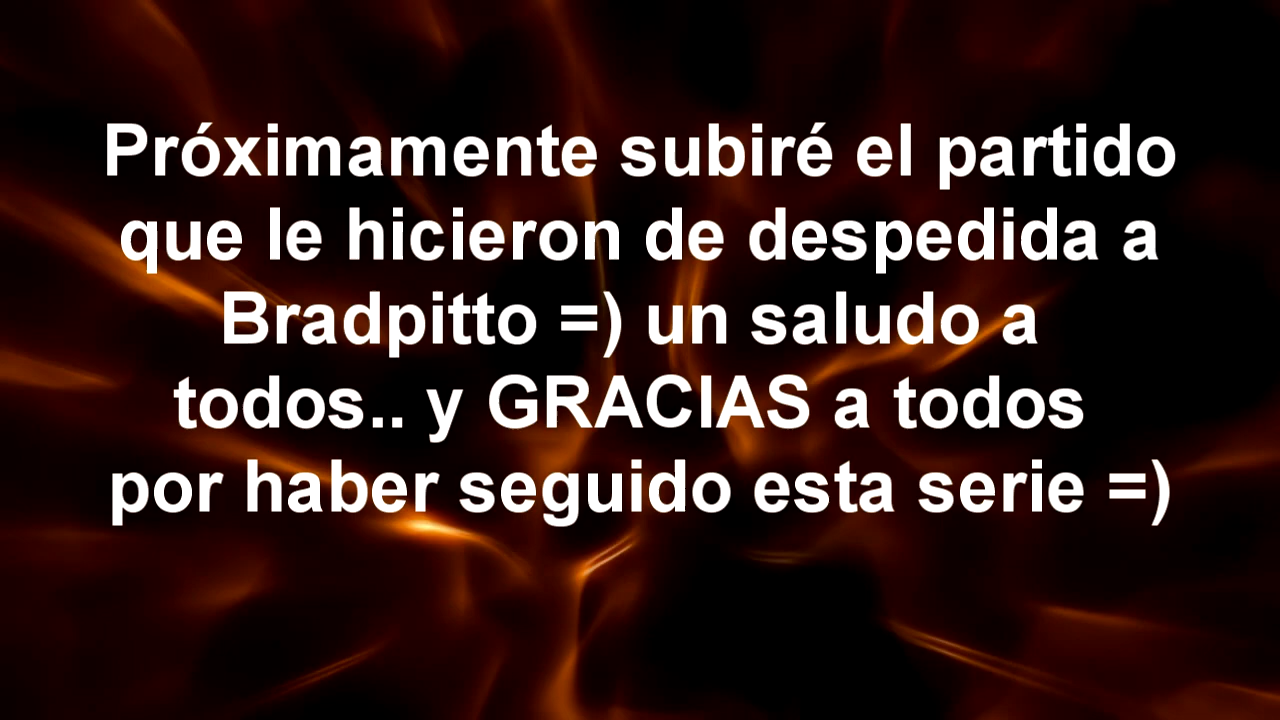 Próximamente subiré el partido
que le hicieron de despedida a
Bradpitto =) un saludo a
todos.. y GRACIAS a todos
por haber seguido esta serie =)